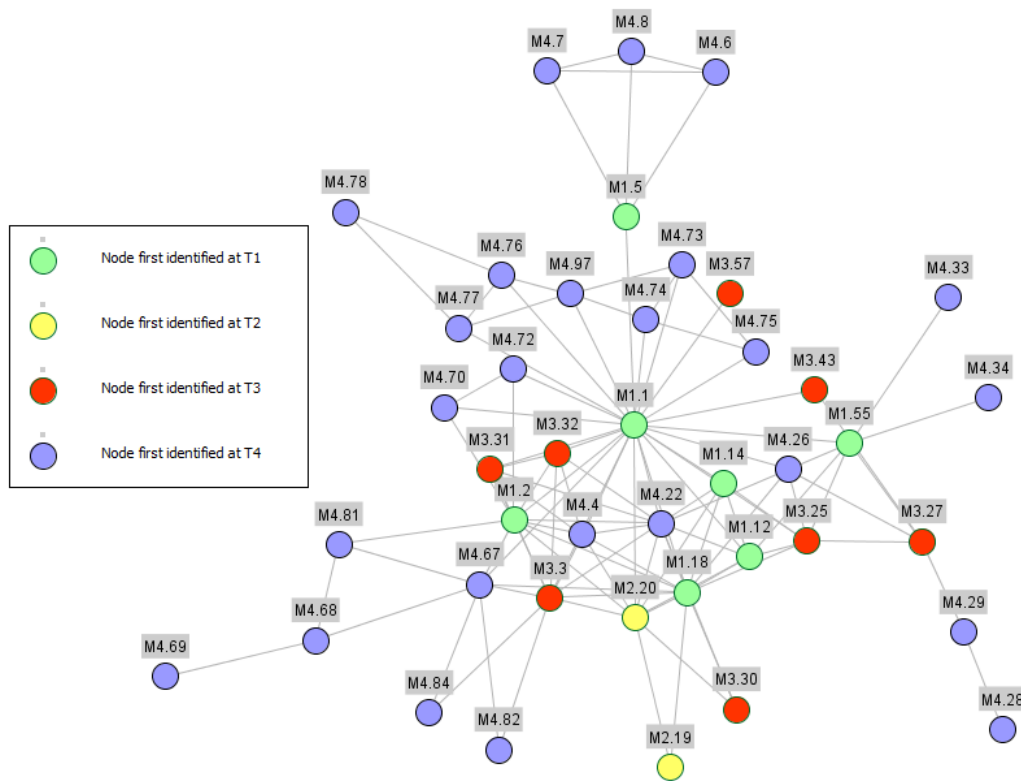 M4.8
M4.7
M4.6
M4.78
M1.5
M4.76
M4.97
M4.73
M3.57
M4.33
Node first identified at T1
M4.77
M4.74
M4.75
Node first identified at T2
M4.72
M3.43
M4.34
M4.70
M1.1
M1.55
Node first identified at T3
M3.31
M3.32
M4.26
M1.14
Node first identified at T4
M1.2
M4.4
M4.22
M3.25
M3.27
M4.81
M1.12
M4.67
M3.3
M1.18
M2.20
M4.29
M4.68
M4.69
M4.84
M3.30
M4.28
M4.82
M2.19